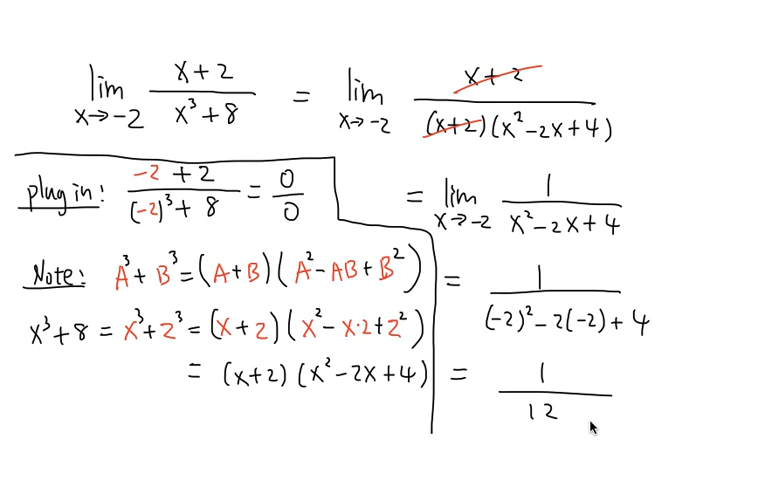 lim x→-2 (x+2)/(x³+8) = lim x→-2 (x+2)/((x+2)(x²-2x+4))
plug in: (-2+2)/((-2)³+8) = 0/0
= lim x→-2 1/(x²-2x+4)
Note: A³+B³=(A+B)(A²-AB+B²)
= 1/((-2)²-2(-2)+4)
x³+8 = x³+2³ = (x+2)(x²-x·2+2²)
= (x+2)(x²-2x+4)
= 1/12